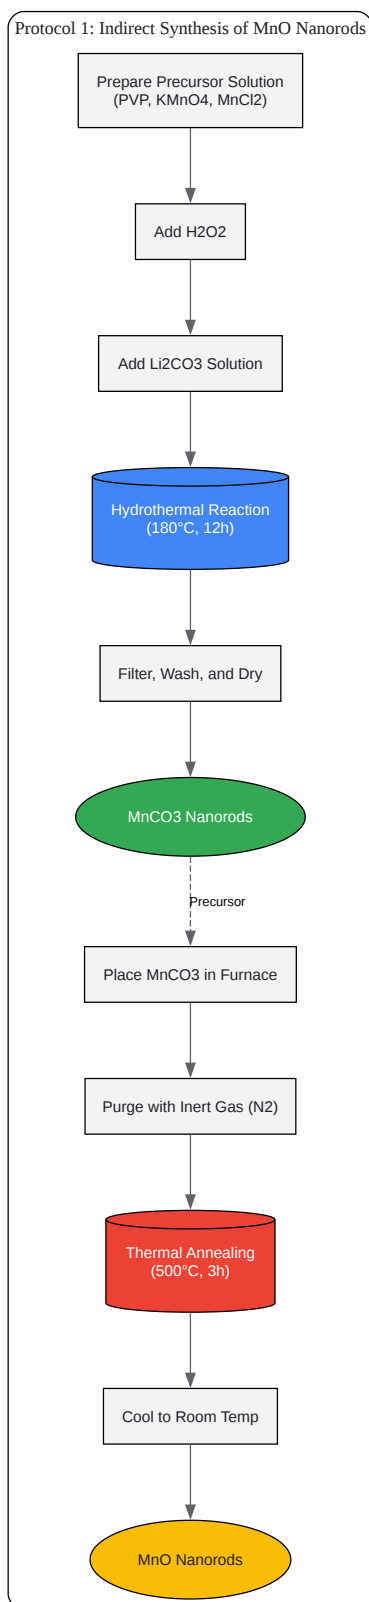 Protocol 1: Indirect Synthesis of MnO Nanorods
Prepare Precursor Solution
(PVP, KMnO4, MnCl2)
Add H2O2
Add Li2CO3 Solution
Hydrothermal Reaction
(180°C, 12h)
Filter, Wash, and Dry
MnCO3 Nanorods
Precursor
Place MnCO3 in Furnace
Purge with Inert Gas (N2)
Thermal Annealing
(500°C, 3h)
Cool to Room Temp
MnO Nanorods